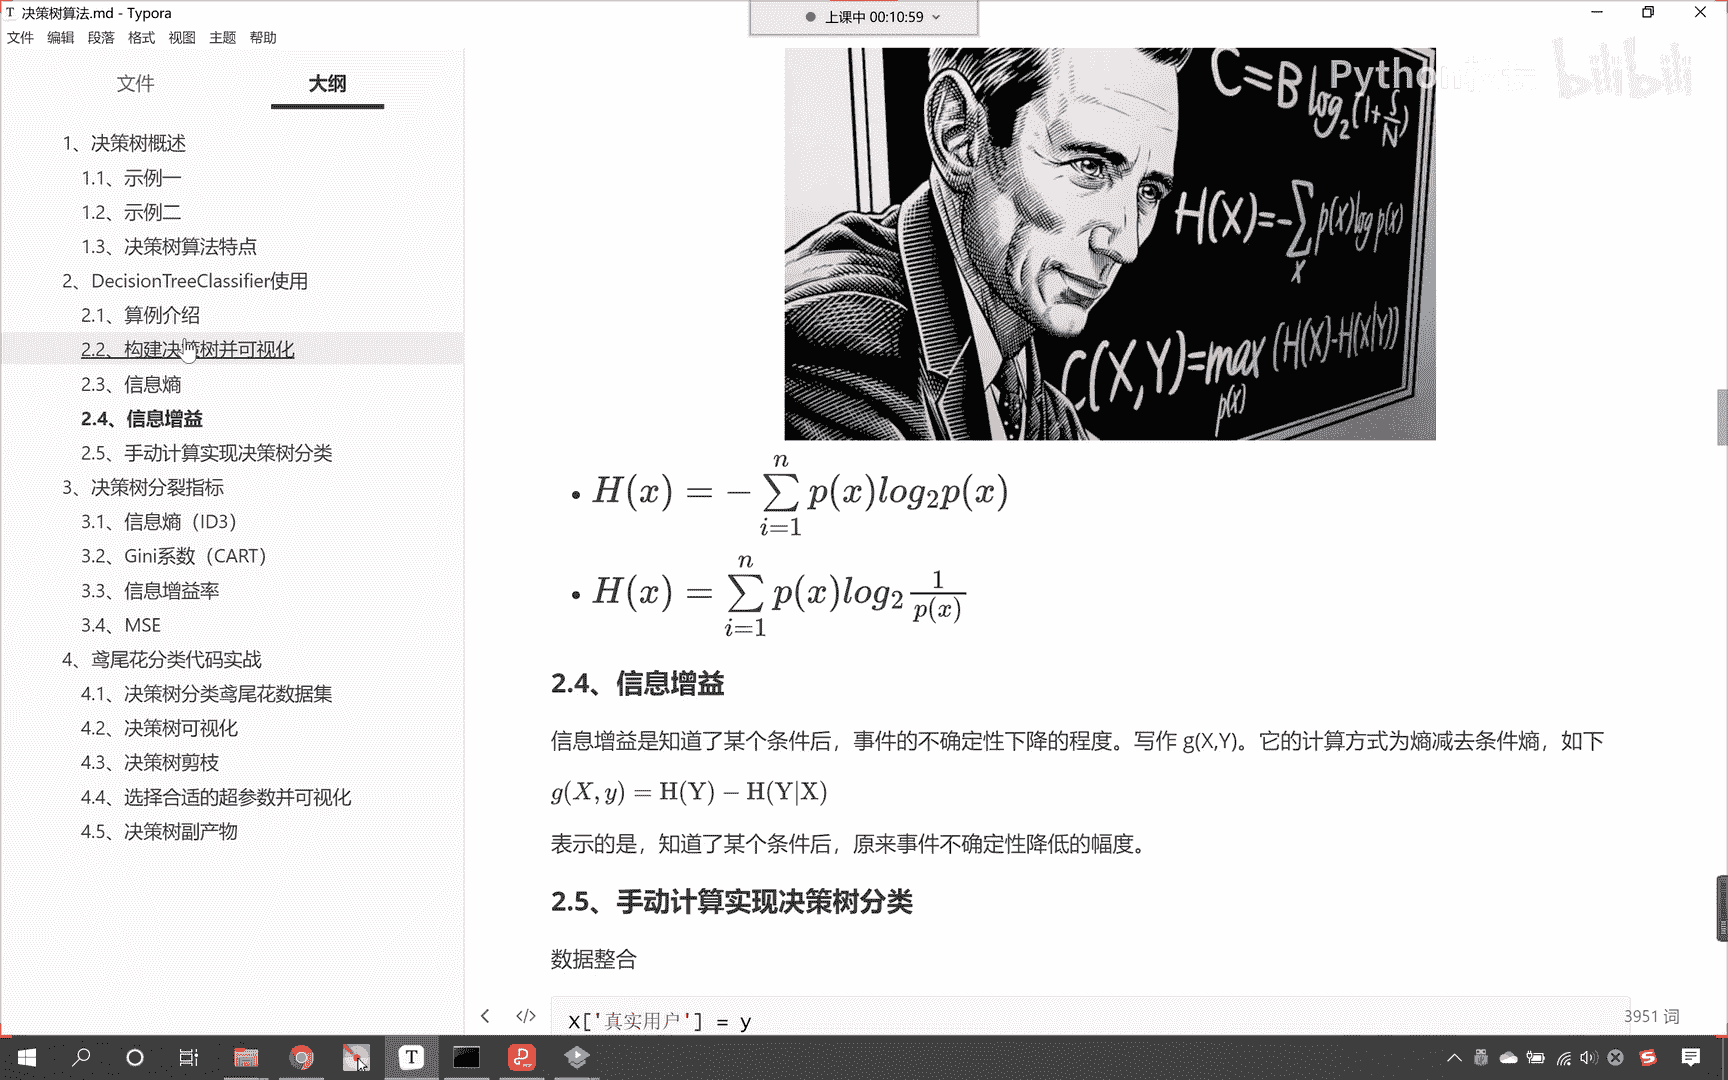 决策树算法.md - Typora
上课中 00:10:59
文件 编辑 段落 格式 视图 主题 帮助
文件 大纲
1、决策树概述
1.1、示例一
1.2、示例二
1.3、决策树算法特点
2、DecisionTreeClassifier使用
2.1、算例介绍
2.2、构建决策树并可视化
2.3、信息熵
2.4、信息增益
2.5、手动计算实现决策树分类
3、决策树分裂指标
3.1、信息熵（ID3）
3.2、Gini系数（CART）
3.3、信息增益率
3.4、MSE
4、鸢尾花分类代码实战
4.1、决策树分类鸢尾花数据集
4.2、决策树可视化
4.3、决策树剪枝
4.4、选择合适的超参数并可视化
4.5、决策树副产物
Python
bilibili
C=B log₂(1+S/N)
H(X)=-∑ₓ p(x)log p(x)
C(X,Y)=max p(x) (H(X)-H(X|Y))
• H(x) = −∑ⁿᵢ₌₁ p(x)log₂p(x)
• H(x) = ∑ⁿᵢ₌₁ p(x)log₂ 1/p(x)
2.4、信息增益
信息增益是知道了某个条件后，事件的不确定性下降的程度。写作 g(X,Y)。它的计算方式为熵减去条件熵，如下
g(X, y) = H(Y) − H(Y|X)
表示的是，知道了某个条件后，原来事件不确定性降低的幅度。
2.5、手动计算实现决策树分类
数据整合
X['真实用户'] = y
3951 词